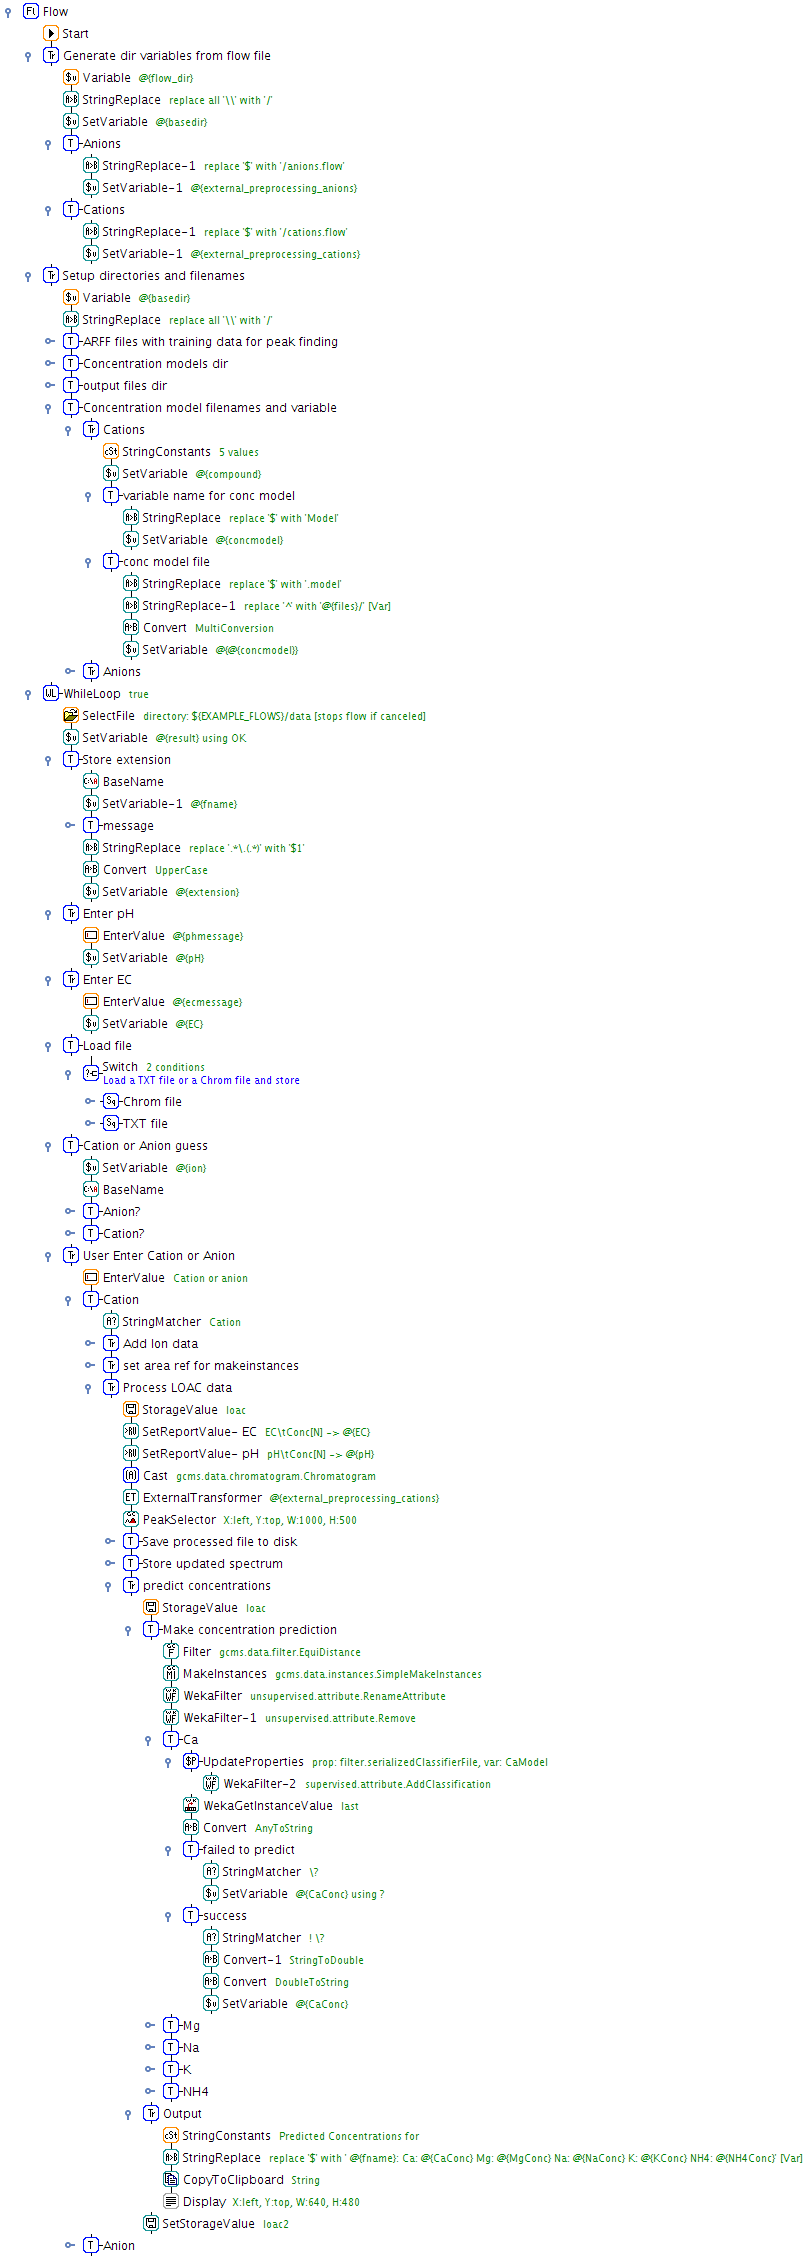 Flow
Start
Generate dir variables from flow file
Variable @{flow_dir}
StringReplace replace all '\\' with '/'
SetVariable @{basedir}
Anions
StringReplace-1 replace '$' with '/anions.flow'
SetVariable-1 @{external_preprocessing_anions}
Cations
StringReplace-1 replace '$' with '/cations.flow'
SetVariable-1 @{external_preprocessing_cations}
Setup directories and filenames
Variable @{basedir}
StringReplace replace all '\\' with '/'
ARFF files with training data for peak finding
Concentration models dir
output files dir
Concentration model filenames and variable
Cations
StringConstants 5 values
SetVariable @{compound}
variable name for conc model
StringReplace replace '$' with 'Model'
SetVariable @{concmodel}
conc model file
StringReplace replace '$' with '.model'
StringReplace-1 replace '^' with '@{files}/' [Var]
Convert MultiConversion
SetVariable @{@{concmodel}}
Anions
WhileLoop true
SelectFile directory: ${EXAMPLE_FLOWS}/data [stops flow if canceled]
SetVariable @{result} using OK
Store extension
BaseName
SetVariable-1 @{fname}
message
StringReplace replace '.*\.(.*)' with '$1'
Convert UpperCase
SetVariable @{extension}
Enter pH
EnterValue @{phmessage}
SetVariable @{pH}
Enter EC
EnterValue @{ecmessage}
SetVariable @{EC}
Load file
Switch 2 conditions
Load a TXT file or a Chrom file and store
Chrom file
TXT file
Cation or Anion guess
SetVariable @{ion}
BaseName
Anion?
Cation?
User Enter Cation or Anion
EnterValue Cation or anion
Cation
StringMatcher Cation
Add Ion data
set area ref for makeinstances
Process LOAC data
StorageValue loac
SetReportValue- EC EC\tConc[N] -> @{EC}
SetReportValue- pH pH\tConc[N] -> @{pH}
Cast gcms.data.chromatogram.Chromatogram
ExternalTransformer @{external_preprocessing_cations}
PeakSelector X:left, Y:top, W:1000, H:500
Save processed file to disk
Store updated spectrum
predict concentrations
StorageValue loac
Make concentration prediction
Filter gcms.data.filter.EquiDistance
MakeInstances gcms.data.instances.SimpleMakeInstances
WekaFilter unsupervised.attribute.RenameAttribute
WekaFilter-1 unsupervised.attribute.Remove
Ca
UpdateProperties prop: filter.serializedClassifierFile, var: CaModel
WekaFilter-2 supervised.attribute.AddClassification
WekaGetInstanceValue last
Convert AnyToString
failed to predict
StringMatcher \?
SetVariable @{CaConc} using ?
success
StringMatcher ! \?
Convert-1 StringToDouble
Convert DoubleToString
SetVariable @{CaConc}
Mg
Na
K
NH4
Output
StringConstants Predicted Concentrations for
StringReplace replace '$' with ' @{fname}: Ca: @{CaConc} Mg: @{MgConc} Na: @{NaConc} K: @{KConc} NH4: @{NH4Conc}' [Var]
CopyToClipboard String
Display X:left, Y:top, W:640, H:480
SetStorageValue loac2
Anion